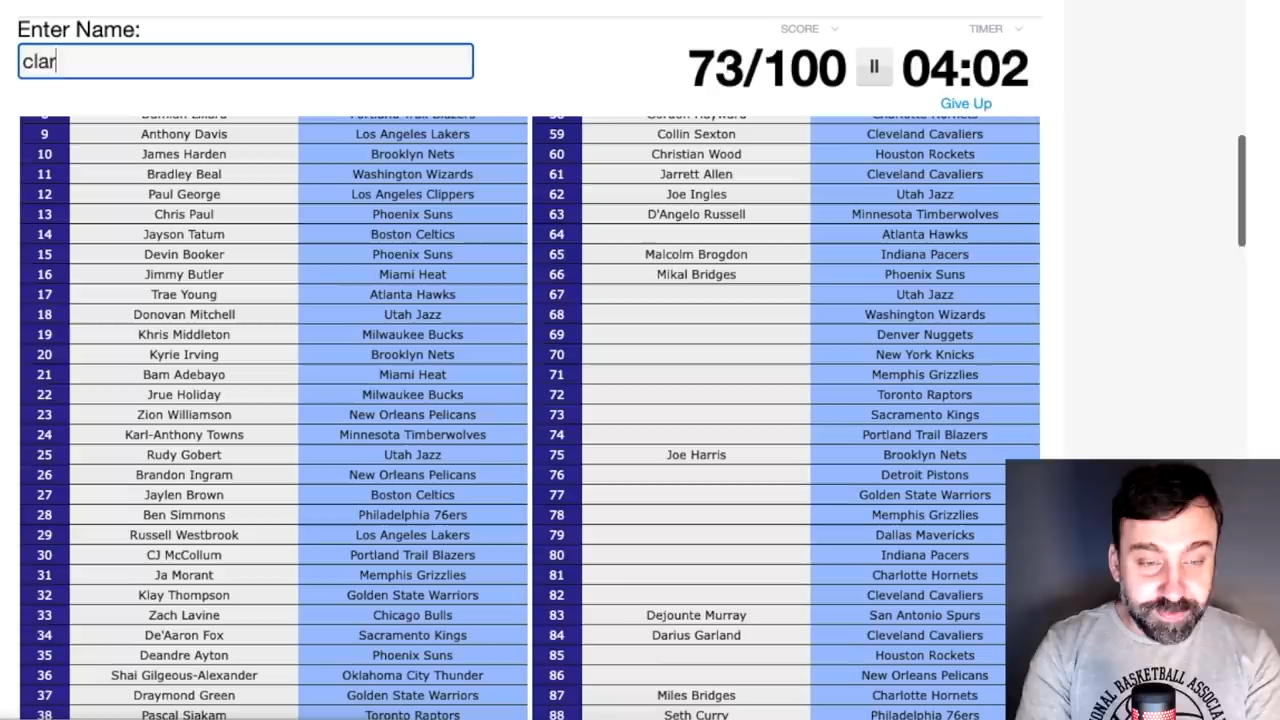 Enter Name:
SCORE
TIMER
clar
73/100
04:02
Give Up
9 Anthony Davis Los Angeles Lakers 59 Collin Sexton Cleveland Cavaliers
10 James Harden Brooklyn Nets 60 Christian Wood Houston Rockets
11 Bradley Beal Washington Wizards 61 Jarrett Allen Cleveland Cavaliers
12 Paul George Los Angeles Clippers 62 Joe Ingles Utah Jazz
13 Chris Paul Phoenix Suns 63 D'Angelo Russell Minnesota Timberwolves
14 Jayson Tatum Boston Celtics 64 Atlanta Hawks
15 Devin Booker Phoenix Suns 65 Malcolm Brogdon Indiana Pacers
16 Jimmy Butler Miami Heat 66 Mikal Bridges Phoenix Suns
17 Trae Young Atlanta Hawks 67 Utah Jazz
18 Donovan Mitchell Utah Jazz 68 Washington Wizards
19 Khris Middleton Milwaukee Bucks 69 Denver Nuggets
20 Kyrie Irving Brooklyn Nets 70 New York Knicks
21 Bam Adebayo Miami Heat 71 Memphis Grizzlies
22 Jrue Holiday Milwaukee Bucks 72 Toronto Raptors
23 Zion Williamson New Orleans Pelicans 73 Sacramento Kings
24 Karl-Anthony Towns Minnesota Timberwolves 74 Portland Trail Blazers
25 Rudy Gobert Utah Jazz 75 Joe Harris Brooklyn Nets
26 Brandon Ingram New Orleans Pelicans 76 Detroit Pistons
27 Jaylen Brown Boston Celtics 77 Golden State Warriors
28 Ben Simmons Philadelphia 76ers 78 Memphis Grizzlies
29 Russell Westbrook Los Angeles Lakers 79 Dallas Mavericks
30 CJ McCollum Portland Trail Blazers 80 Indiana Pacers
31 Ja Morant Memphis Grizzlies 81 Charlotte Hornets
32 Klay Thompson Golden State Warriors 82 Cleveland Cavaliers
33 Zach Lavine Chicago Bulls 83 Dejounte Murray San Antonio Spurs
34 De'Aaron Fox Sacramento Kings 84 Darius Garland Cleveland Cavaliers
35 Deandre Ayton Phoenix Suns 85 Houston Rockets
36 Shai Gilgeous-Alexander Oklahoma City Thunder 86 New Orleans Pelicans
37 Draymond Green Golden State Warriors 87 Miles Bridges Charlotte Hornets
38 Pascal Siakam Toronto Raptors 88 Seth Curry Philadelphia 76ers
BASKETBALL